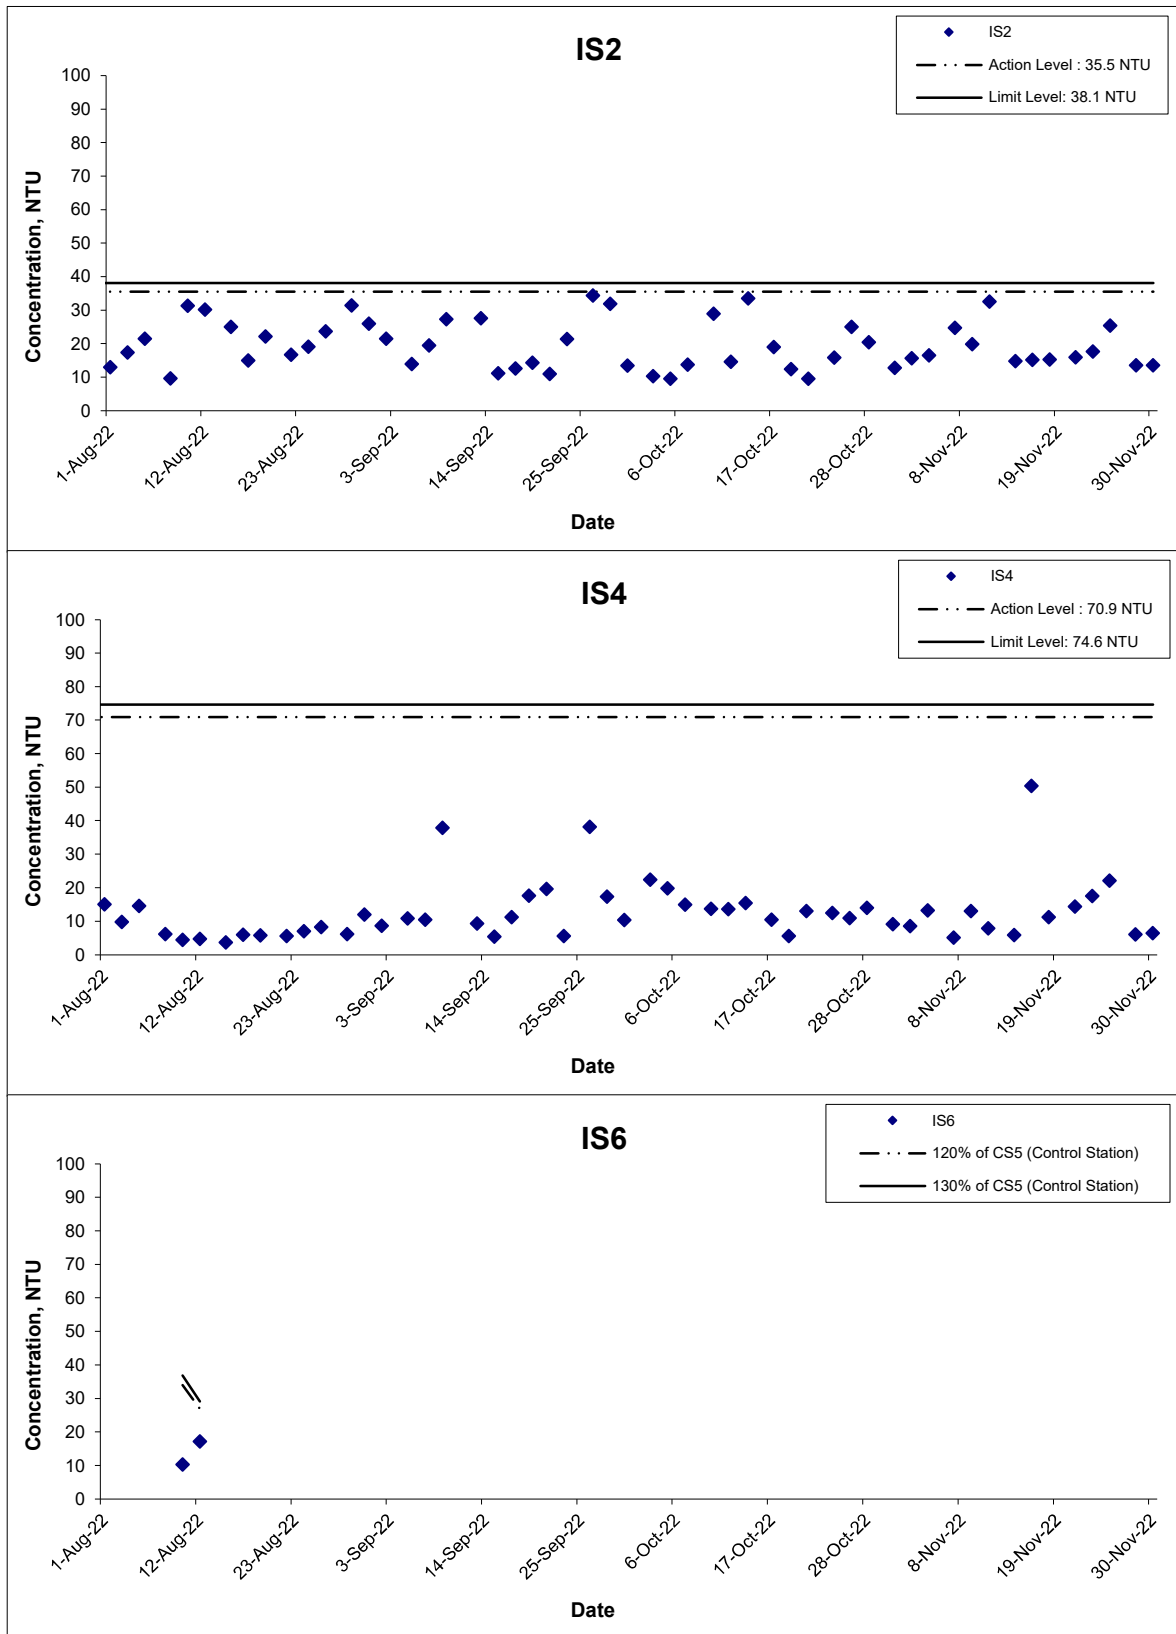 IS2
IS2
Action Level : 35.5 NTU
Limit Level: 38.1 NTU
100
90
80
70
60
50
40
30
20
10
0
Concentration, NTU
1-Aug-22
12-Aug-22
23-Aug-22
3-Sep-22
14-Sep-22
25-Sep-22
6-Oct-22
17-Oct-22
28-Oct-22
8-Nov-22
19-Nov-22
30-Nov-22
Date
IS4
IS4
Action Level : 70.9 NTU
Limit Level: 74.6 NTU
100
90
80
70
60
50
40
30
20
10
0
Concentration, NTU
1-Aug-22
12-Aug-22
23-Aug-22
3-Sep-22
14-Sep-22
25-Sep-22
6-Oct-22
17-Oct-22
28-Oct-22
8-Nov-22
19-Nov-22
30-Nov-22
Date
IS6
IS6
120% of CS5 (Control Station)
130% of CS5 (Control Station)
100
90
80
70
60
50
40
30
20
10
0
Concentration, NTU
1-Aug-22
12-Aug-22
23-Aug-22
3-Sep-22
14-Sep-22
25-Sep-22
6-Oct-22
17-Oct-22
28-Oct-22
8-Nov-22
19-Nov-22
30-Nov-22
Date